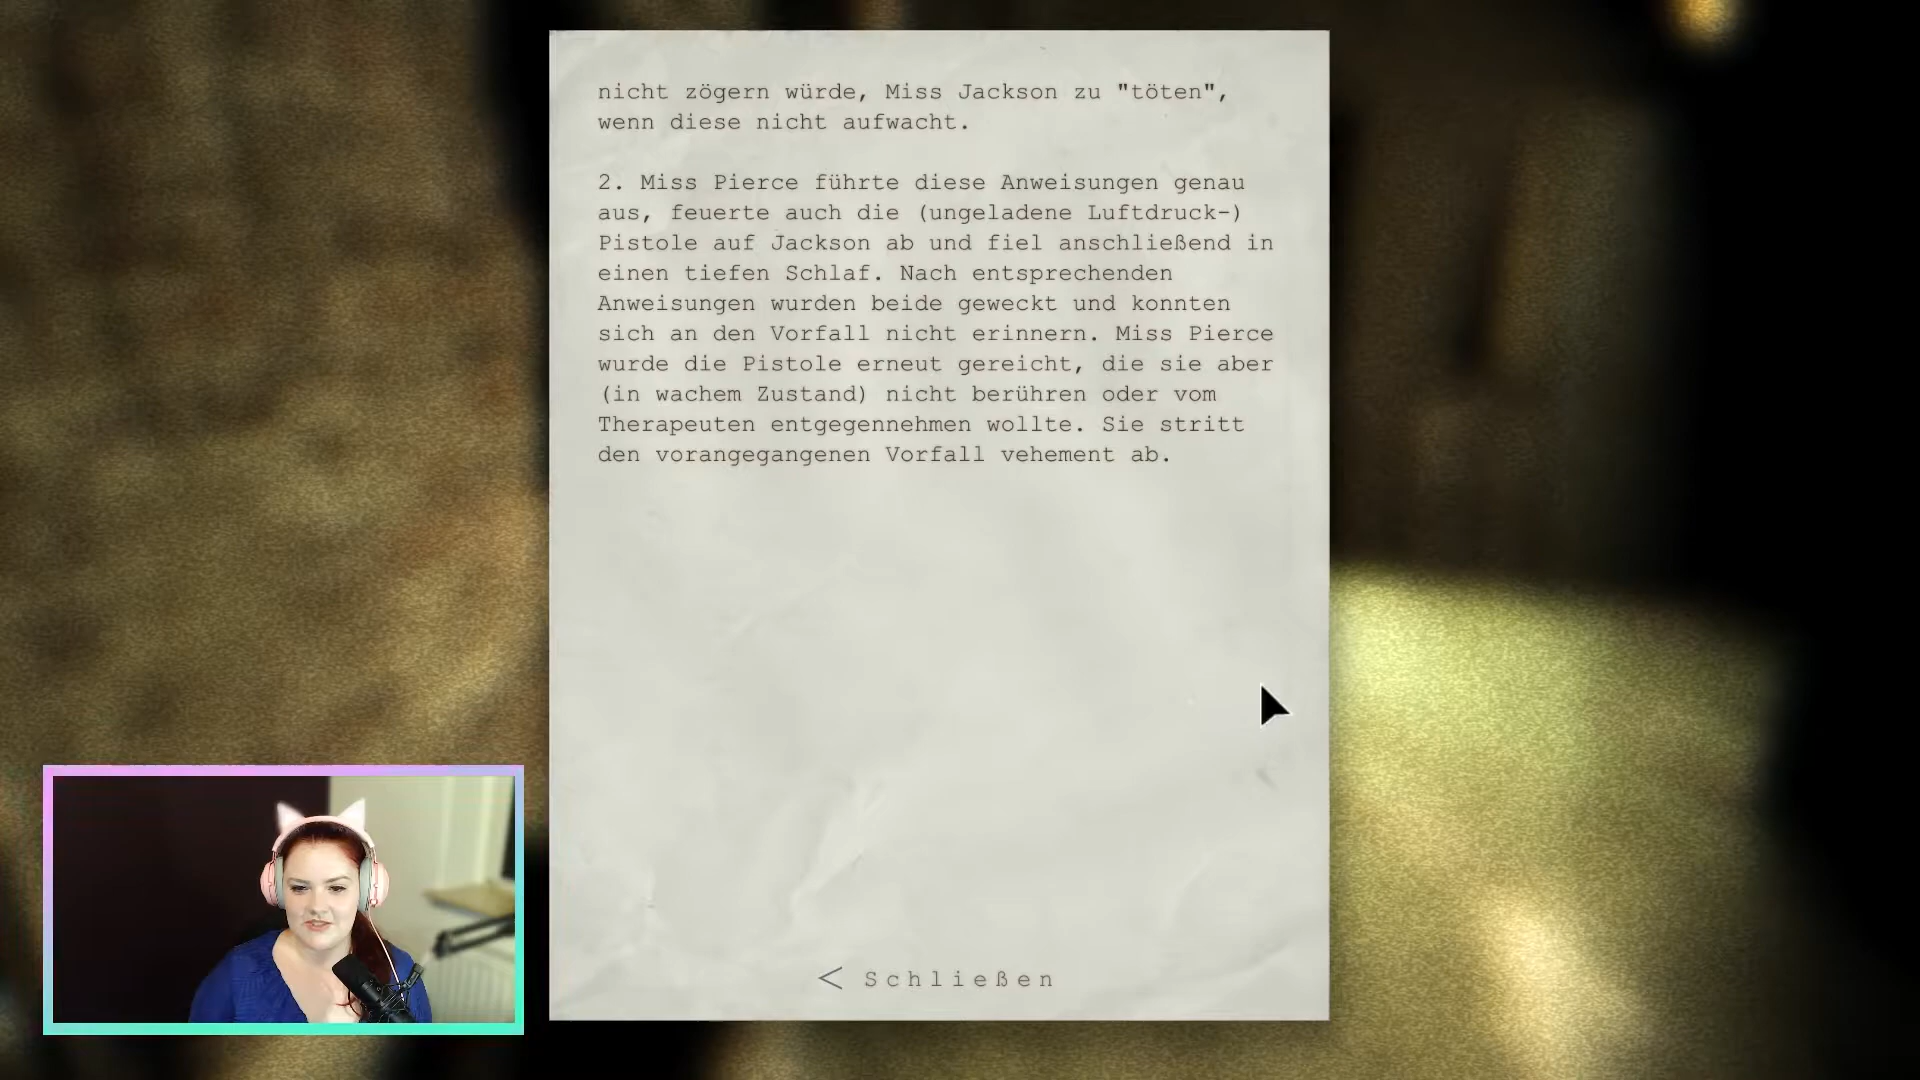 nicht zögern würde, Miss Jackson zu "töten",
wenn diese nicht aufwacht.
2. Miss Pierce führte diese Anweisungen genau
aus, feuerte auch die (ungeladene Luftdruck-)
Pistole auf Jackson ab und fiel anschließend in
einen tiefen Schlaf. Nach entsprechenden
Anweisungen wurden beide geweckt und konnten
sich an den Vorfall nicht erinnern. Miss Pierce
wurde die Pistole erneut gereicht, die sie aber
(in wachem Zustand) nicht berühren oder vom
Therapeuten entgegennehmen wollte. Sie stritt
den vorangegangenen Vorfall vehement ab.
< Schließen